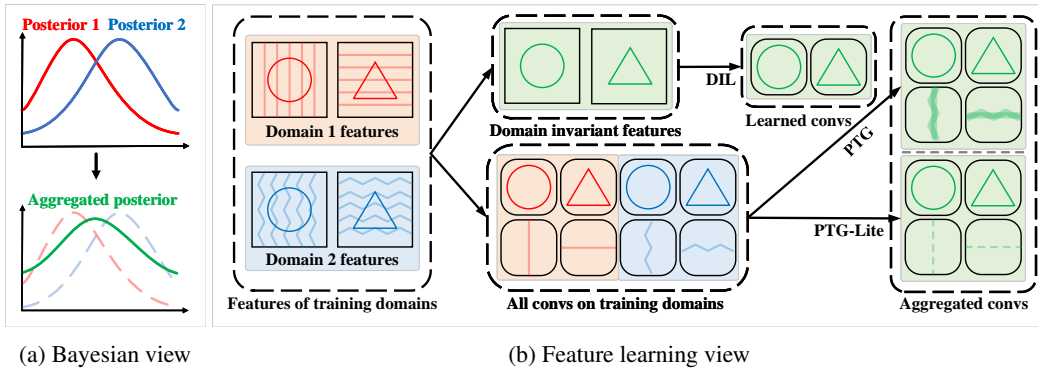 Posterior 1 Posterior 2
Aggregated posterior
(a) Bayesian view
Domain 1 features
Domain 2 features
Features of training domains
Domain invariant features
DIL
Learned convs
All convs on training domains
PTG
PTG-Lite
Aggregated convs
(b) Feature learning view